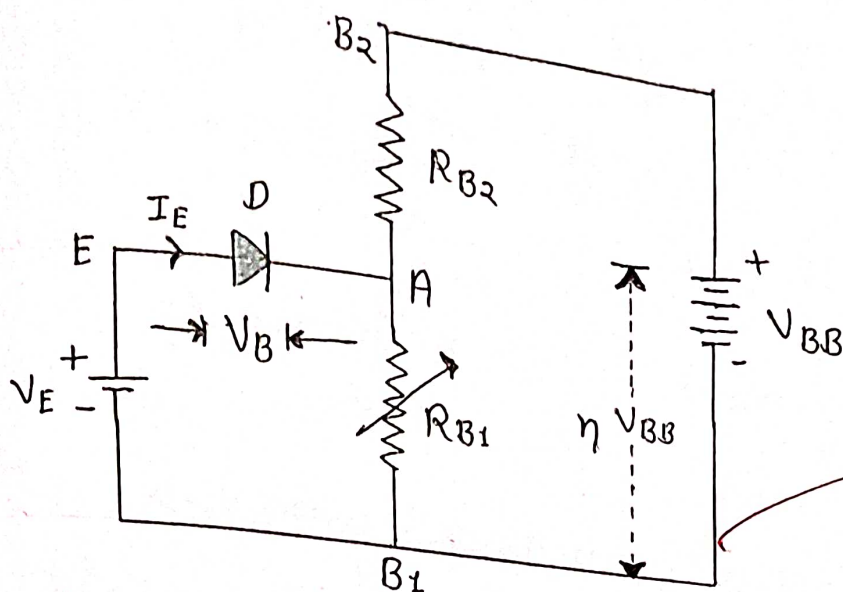 B2
RB2
D
IE
E
A
+
VB
+
VE
-
RB1
η VBB
VBB
-
B1